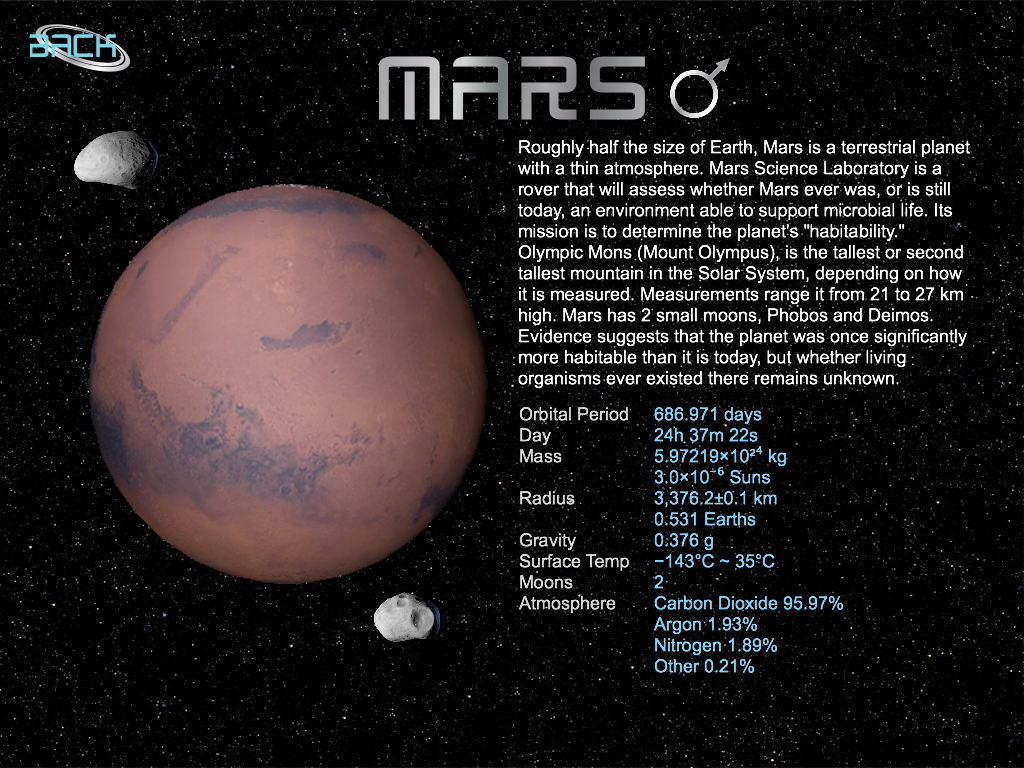 BACK
MARS ♂
Roughly half the size of Earth, Mars is a terrestrial planet
with a thin atmosphere. Mars Science Laboratory is a
rover that will assess whether Mars ever was, or is still
today, an environment able to support microbial life. Its
mission is to determine the planet's "habitability."
Olympic Mons (Mount Olympus), is the tallest or second
tallest mountain in the Solar System, depending on how
it is measured. Measurements range it from 21 to 27 km
high. Mars has 2 small moons, Phobos and Deimos.
Evidence suggests that the planet was once significantly
more habitable than it is today, but whether living
organisms ever existed there remains unknown.
Orbital Period 686.971 days
Day 24h 37m 22s
Mass 5.97219×10²⁴ kg
3.0×10⁻⁶ Suns
Radius 3,376.2±0.1 km
0.531 Earths
Gravity 0.376 g
Surface Temp −143°C ~ 35°C
Moons 2
Atmosphere Carbon Dioxide 95.97%
Argon 1.93%
Nitrogen 1.89%
Other 0.21%